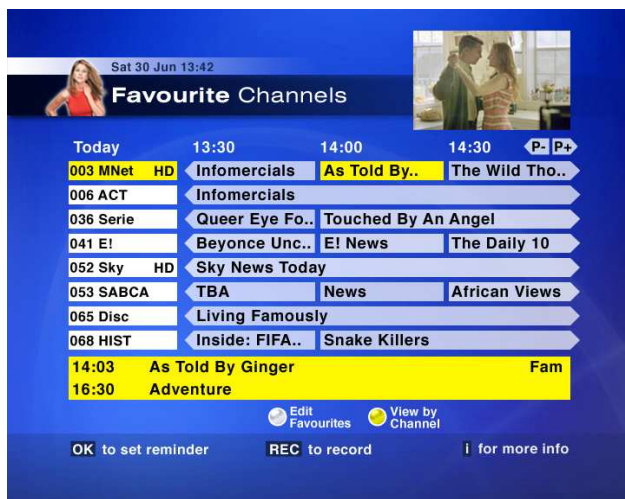 Sat 30 Jun 13:42
Favourite Channels
Today 13:30 14:00 14:30 P- P+
003 MNet HD Infomercials As Told By.. The Wild Tho..
006 ACT Infomercials
036 Serie Queer Eye Fo.. Touched By An Angel
041 E! Beyonce Unc.. E! News The Daily 10
052 Sky HD Sky News Today
053 SABCA TBA News African Views
065 Disc Living Famously
068 HIST Inside: FIFA.. Snake Killers
14:03 As Told By Ginger Fam
16:30 Adventure
Edit Favourites View by Channel
OK to set reminder REC to record i for more info